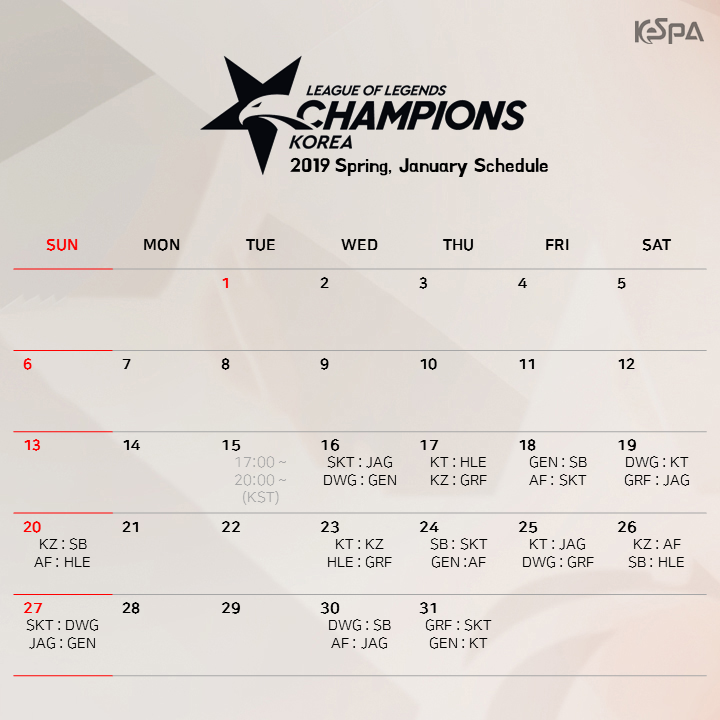 KeSPA
LEAGUE OF LEGENDS
CHAMPIONS
KOREA
2019 Spring, January Schedule
SUN MON TUE WED THU FRI SAT
1 2 3 4 5
6 7 8 9 10 11 12
13 14 15 16 17 18 19
17:00 ~ SKT : JAG KT : HLE GEN : SB DWG : KT
20:00 ~ DWG : GEN KZ : GRF AF : SKT GRF : JAG
(KST)
20 21 22 23 24 25 26
KZ : SB KT : KZ SB : SKT KT : JAG KZ : AF
AF : HLE HLE : GRF GEN :AF DWG : GRF SB : HLE
27 28 29 30 31
SKT : DWG DWG : SB GRF : SKT
JAG : GEN AF : JAG GEN : KT